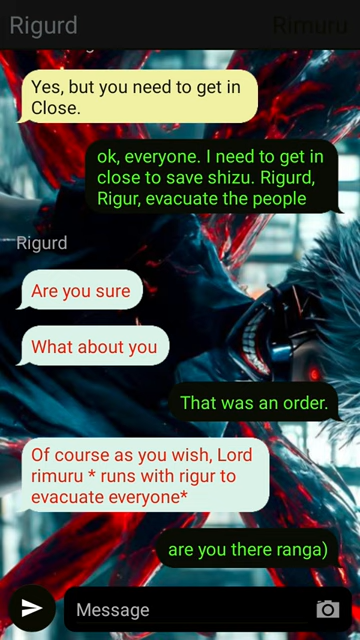 Rigurd
Rimuru
Yes, but you need to get in
Close.
ok, everyone. I need to get in
close to save shizu. Rigurd,
Rigur, evacuate the people
Rigurd
Are you sure
What about you
That was an order.
Of course as you wish, Lord
rimuru * runs with rigur to
evacuate everyone*
are you there ranga)
Message